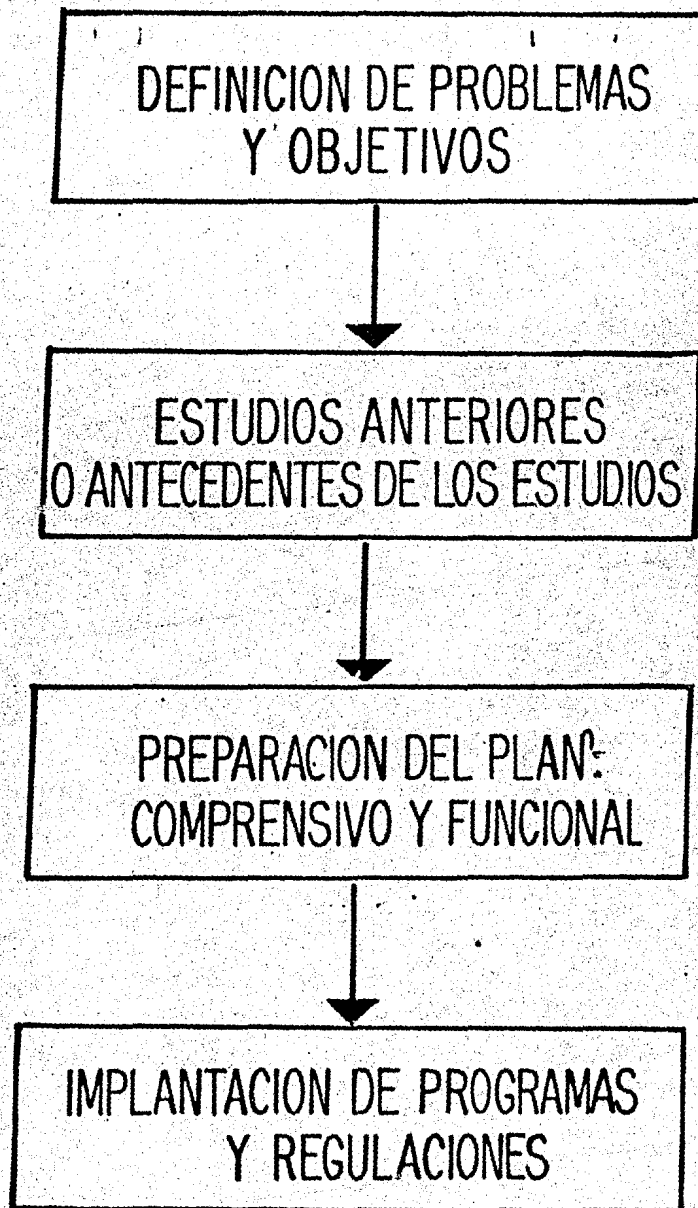 DEFINICION DE PROBLEMAS
Y OBJETIVOS
ESTUDIOS ANTERIORES
O ANTECEDENTES DE LOS ESTUDIOS
PREPARACION DEL PLAN:
COMPRENSIVO Y FUNCIONAL
IMPLANTACION DE PROGRAMAS
Y REGULACIONES